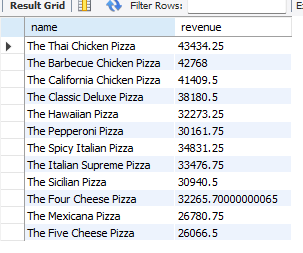 Result Grid Filter Rows:
name revenue
The Thai Chicken Pizza 43434.25
The Barbecue Chicken Pizza 42768
The California Chicken Pizza 41409.5
The Classic Deluxe Pizza 38180.5
The Hawaiian Pizza 32273.25
The Pepperoni Pizza 30161.75
The Spicy Italian Pizza 34831.25
The Italian Supreme Pizza 33476.75
The Sicilian Pizza 30940.5
The Four Cheese Pizza 32265.70000000065
The Mexicana Pizza 26780.75
The Five Cheese Pizza 26066.5